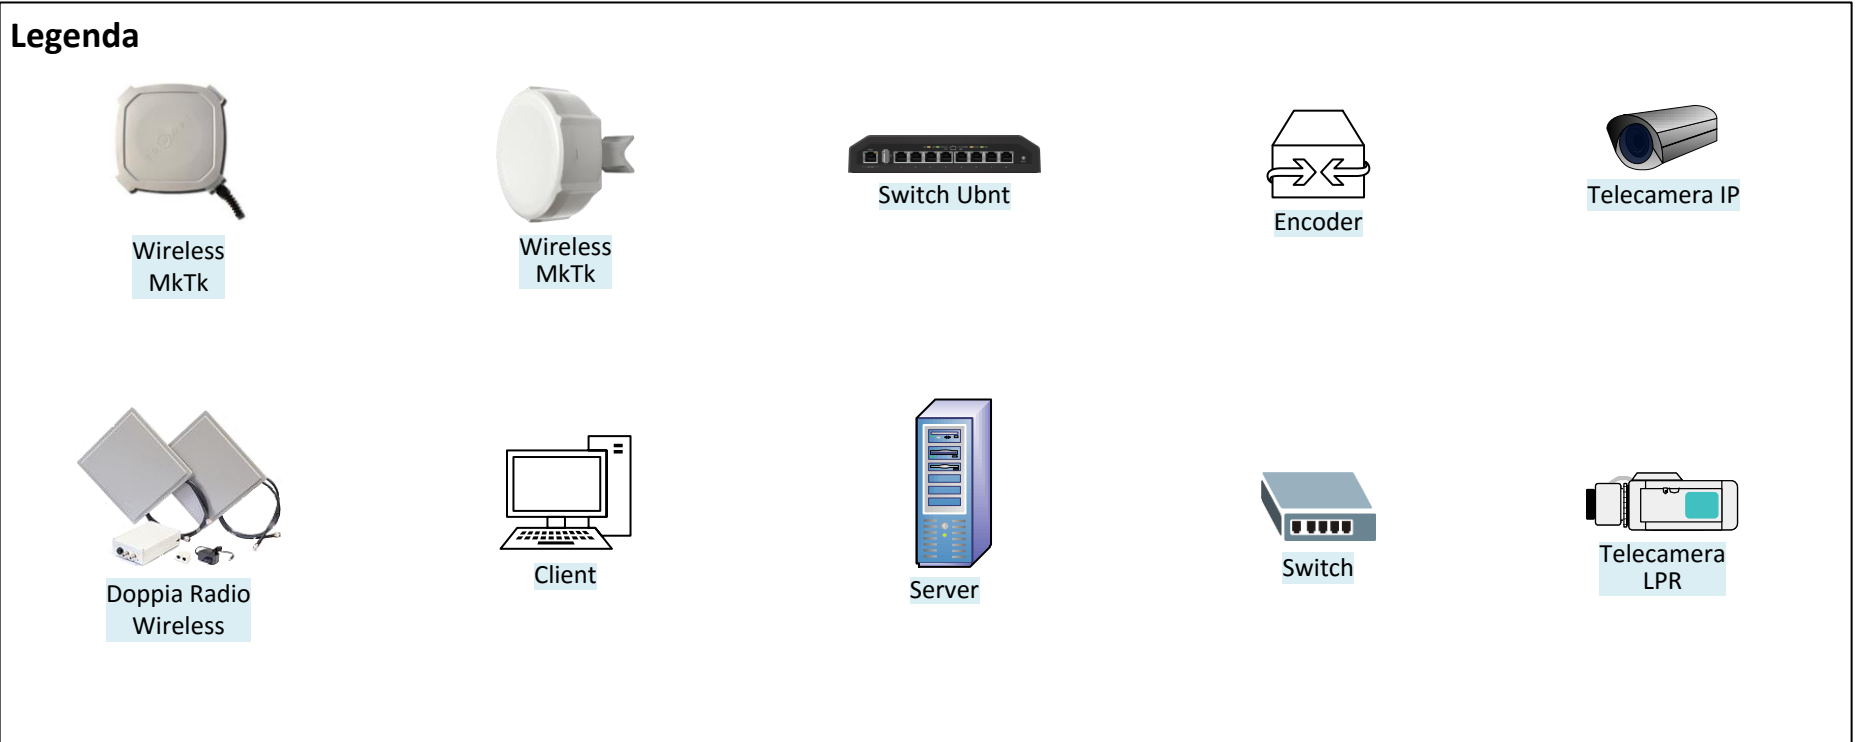 Legenda
Wireless
MkTk
Wireless
MkTk
Switch Ubnt
Encoder
Telecamera IP
Doppia Radio
Wireless
Client
Server
Switch
Telecamera
LPR